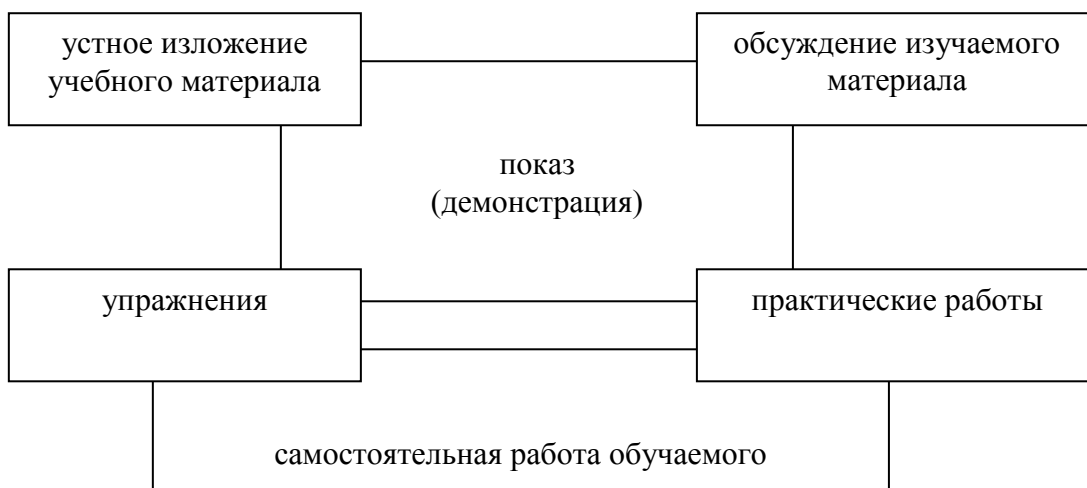 устное изложение
учебного материала
обсуждение изучаемого
материала
показ
(демонстрация)
упражнения
практические работы
самостоятельная работа обучаемого